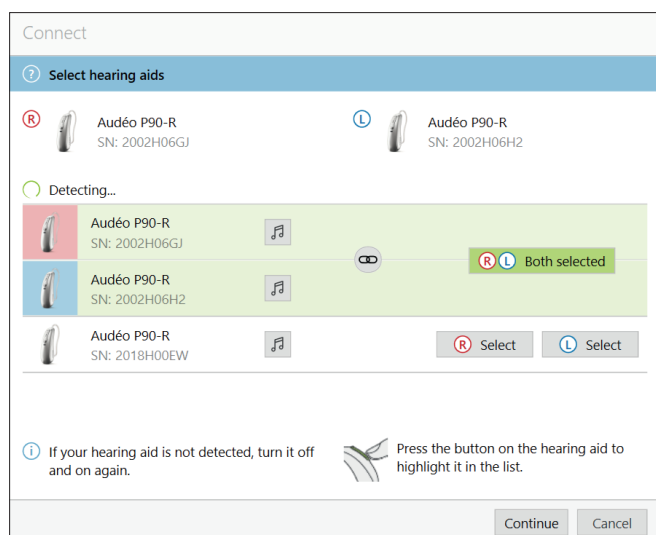 Connect
? Select hearing aids
R Audéo P90-R
SN: 2002H06GJ
L Audéo P90-R
SN: 2002H06H2
Detecting...
Audéo P90-R
SN: 2002H06GJ
Audéo P90-R
SN: 2002H06H2
R L Both selected
Audéo P90-R
SN: 2018H00EW
R Select
L Select
i If your hearing aid is not detected, turn it off
and on again.
Press the button on the hearing aid to
highlight it in the list.
Continue
Cancel